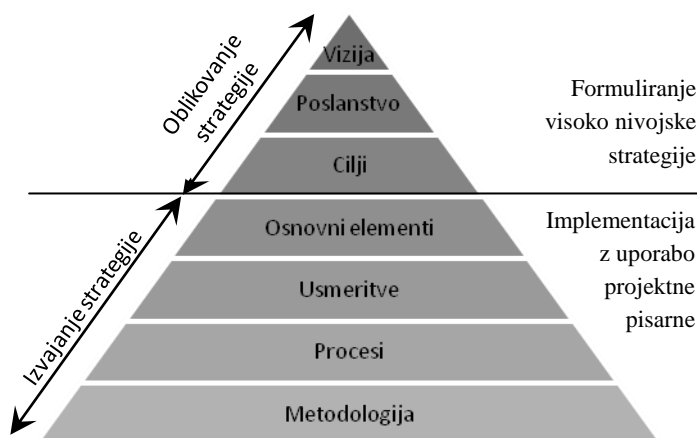 Oblikovanje
strategije
Vizija
Poslanstvo
Cilji
Formuliranje
visoko nivojske
strategije
Izvajanje strategije
Osnovni elementi
Usmeritve
Procesi
Metodologija
Implementacija
z uporabo
projektne
pisarne